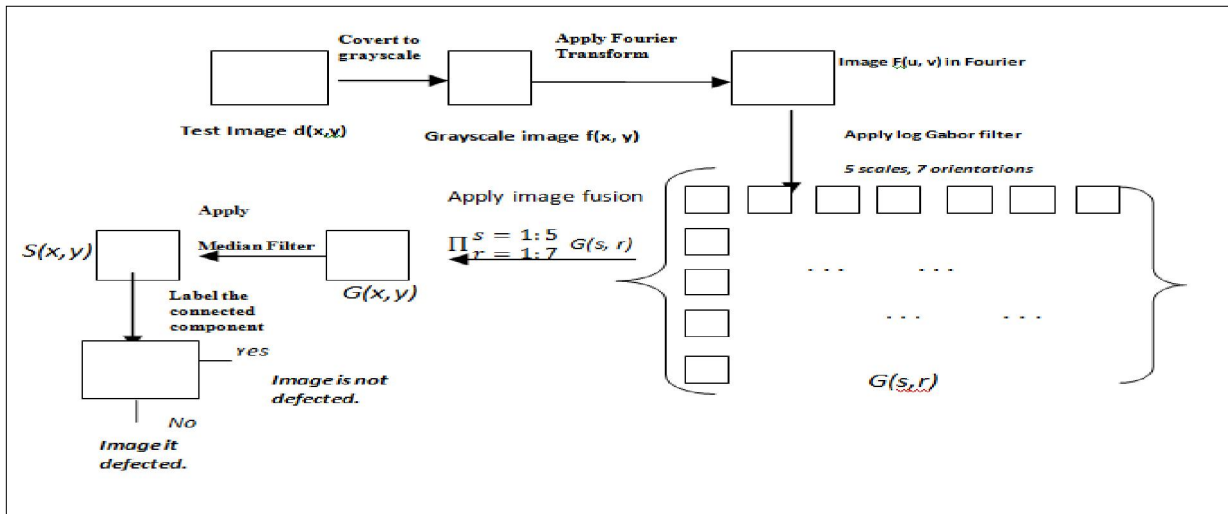 Covert to
grayscale
Apply Fourier
Transform
Image F(u, v) in Fourier
Test Image d(x,y)
Grayscale image f(x, y)
Apply log Gabor filter
5 scales, 7 orientations
Apply image fusion
∏ s = 1:5 r = 1:7 G(s, r)
Apply
Median Filter
S(x,y)
G(x,y)
Label the
connected
component
Yes
Image is not
defected.
No
Image it
defected.
. . . . . .
. . . . . .
G(s,r)